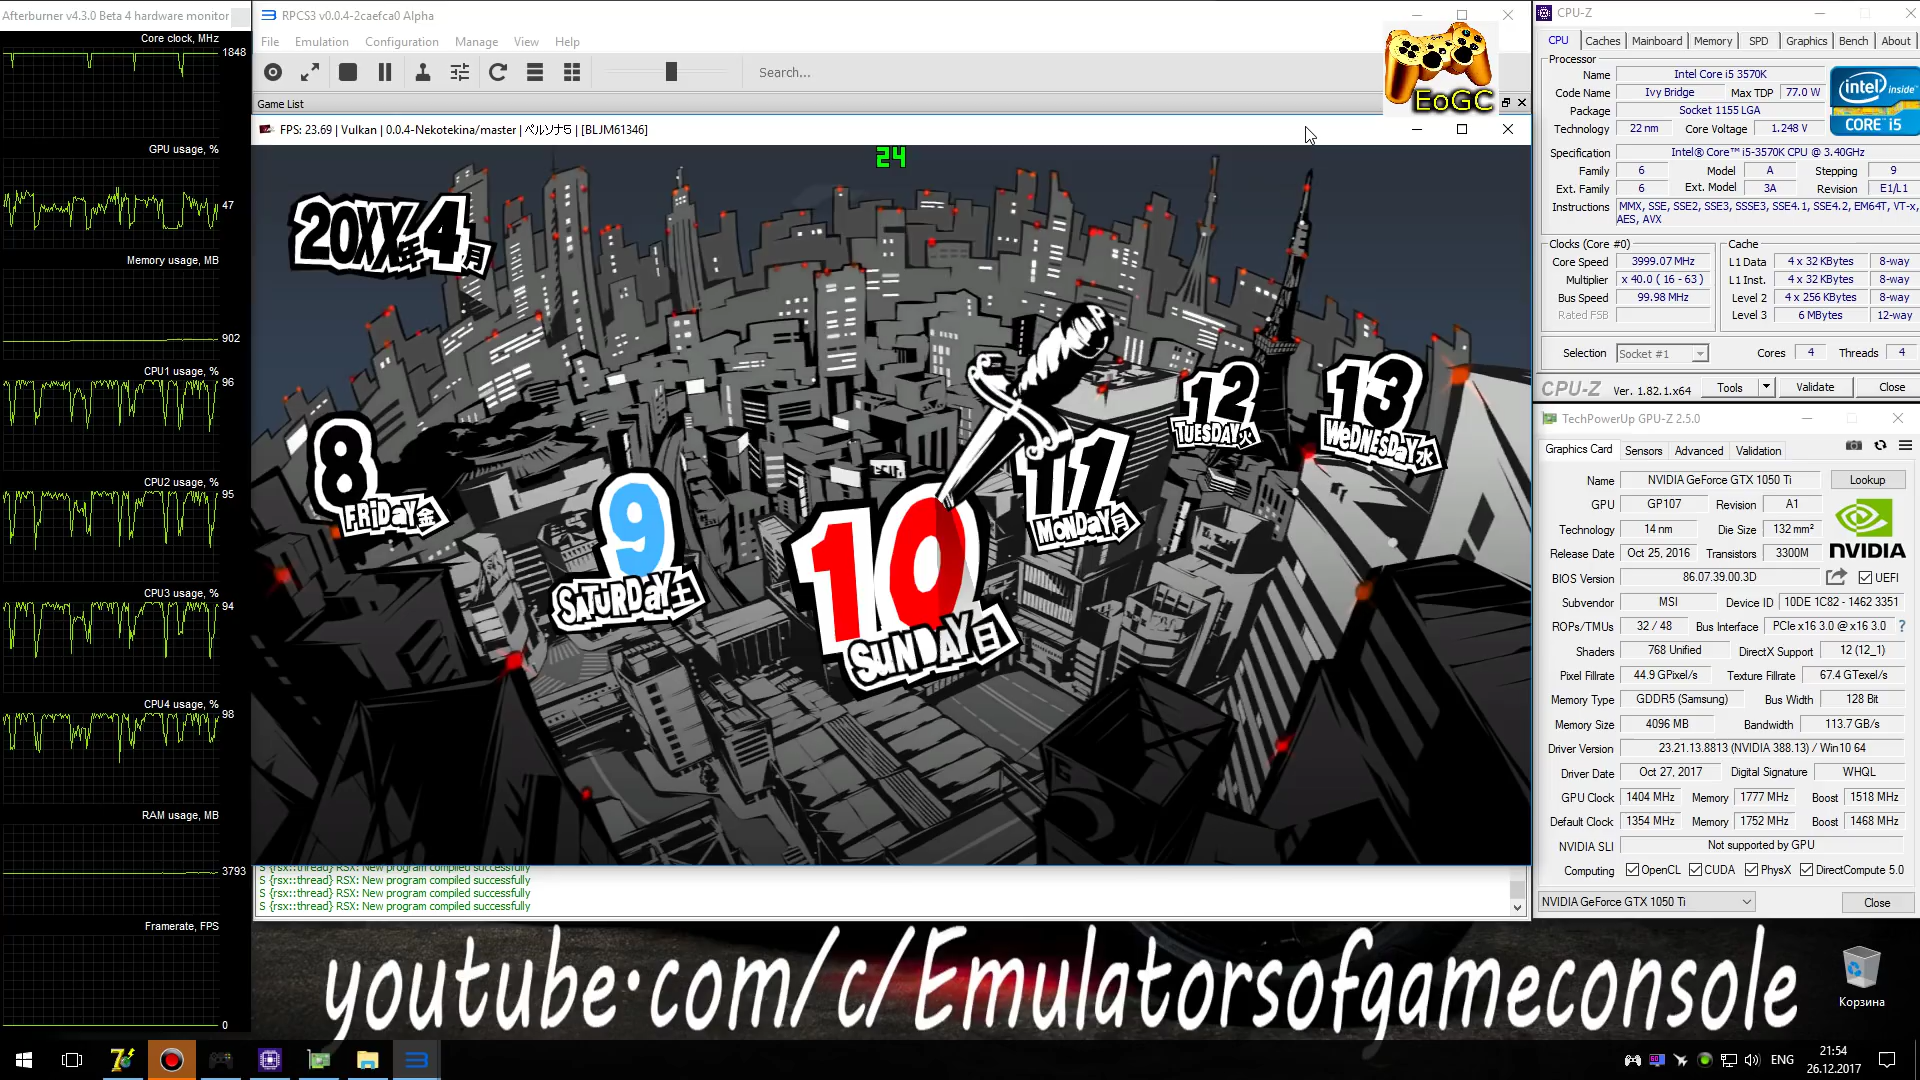 Afterburner v4.3.0 Beta 4 hardware monitor
Core clock, MHz
1848
GPU usage, %
47
Memory usage, MB
902
CPU1 usage, %
96
CPU2 usage, %
95
CPU3 usage, %
94
CPU4 usage, %
98
RAM usage, MB
3793
Framerate, FPS
0
RPCS3 v0.0.4-2caefca0 Alpha
File Emulation Configuration Manage View Help
Search...
EoGC
Game List
FPS: 23.69 | Vulkan | 0.0.4-Nekotekina/master | ペルソナ5 | [BLJM61346]
24
20XX年4月
8
FRIDAY金
9
SATURDAY土
10
SUNDAY日
11
MONDAY月
12
TUESDAY火
13
WEDNESDAY水
S {rsx::thread} RSX: New program compiled successfully
S {rsx::thread} RSX: New program compiled successfully
S {rsx::thread} RSX: New program compiled successfully
S {rsx::thread} RSX: New program compiled successfully
CPU-Z
CPU Caches Mainboard Memory SPD Graphics Bench About
Processor
Name Intel Core i5 3570K
Code Name Ivy Bridge Max TDP 77.0 W
Package Socket 1155 LGA
Technology 22 nm Core Voltage 1.248 V
intel inside
CORE i5
Specification Intel® Core™ i5-3570K CPU @ 3.40GHz
Family 6 Model A Stepping 9
Ext. Family 6 Ext. Model 3A Revision E1/L1
Instructions MMX, SSE, SSE2, SSE3, SSSE3, SSE4.1, SSE4.2, EM64T, VT-x,
AES, AVX
Clocks (Core #0) Cache
Core Speed 3999.07 MHz L1 Data 4 x 32 KBytes 8-way
Multiplier x 40.0 ( 16 - 63 ) L1 Inst. 4 x 32 KBytes 8-way
Bus Speed 99.98 MHz Level 2 4 x 256 KBytes 8-way
Rated FSB Level 3 6 MBytes 12-way
Selection Socket #1 Cores 4 Threads 4
CPU-Z Ver. 1.82.1.x64 Tools Validate Close
TechPowerUp GPU-Z 2.5.0
Graphics Card Sensors Advanced Validation
Name NVIDIA GeForce GTX 1050 Ti Lookup
GPU GP107 Revision A1
Technology 14 nm Die Size 132 mm²
Release Date Oct 25, 2016 Transistors 3300M
NVIDIA
BIOS Version 86.07.39.00.3D UEFI
Subvendor MSI Device ID 10DE 1C82 - 1462 3351
ROPs/TMUs 32 / 48 Bus Interface PCIe x16 3.0 @ x16 3.0 ?
Shaders 768 Unified DirectX Support 12 (12_1)
Pixel Fillrate 44.9 GPixel/s Texture Fillrate 67.4 GTexel/s
Memory Type GDDR5 (Samsung) Bus Width 128 Bit
Memory Size 4096 MB Bandwidth 113.7 GB/s
Driver Version 23.21.13.8813 (NVIDIA 388.13) / Win10 64
Driver Date Oct 27, 2017 Digital Signature WHQL
GPU Clock 1404 MHz Memory 1777 MHz Boost 1518 MHz
Default Clock 1354 MHz Memory 1752 MHz Boost 1468 MHz
NVIDIA SLI Not supported by GPU
Computing OpenCL CUDA PhysX DirectCompute 5.0
NVIDIA GeForce GTX 1050 Ti Close
youtube.com/c/Emulatorsofgameconsole
Корзина
ENG
21:54
26.12.2017